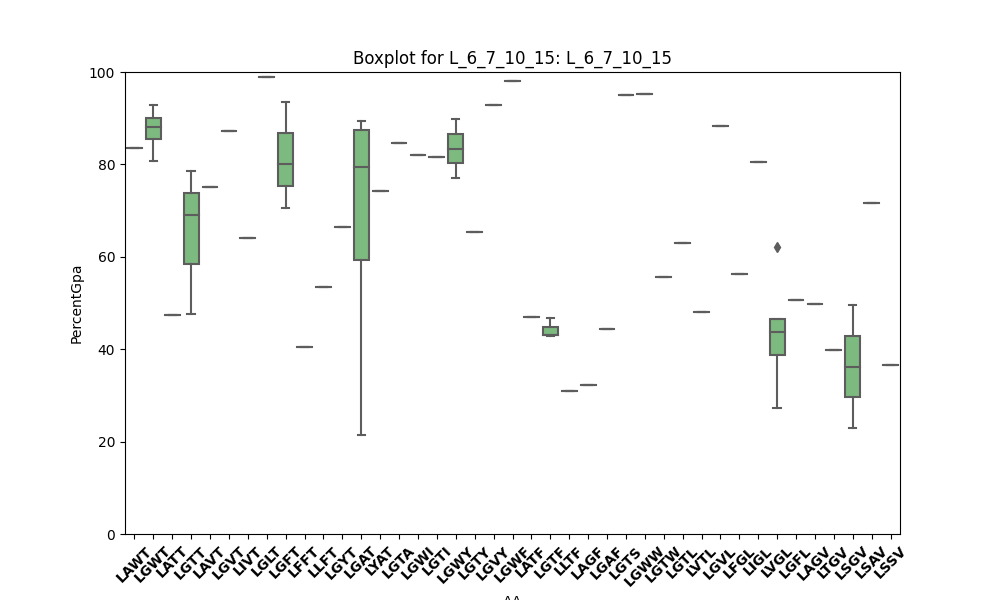 Boxplot for L_6_7_10_15: L_6_7_10_15
PercentGpa
100
80
60
40
20
0
LAWT
LGWT
LATT
LGTT
LAVT
LGVT
LIVT
LGLT
LGFT
LFFT
LLFT
LGYT
LGAT
LYAT
LGTA
LGWI
LGTI
LGWY
LGTY
LGVY
LGWF
LATF
LGTF
LLTF
LAGF
LGAF
LGTS
LGWW
LGTW
LGTL
LVTL
LGVL
LFGL
LIGL
LVGL
LGFL
LAGV
LTGV
LSGV
LSAV
LSSV